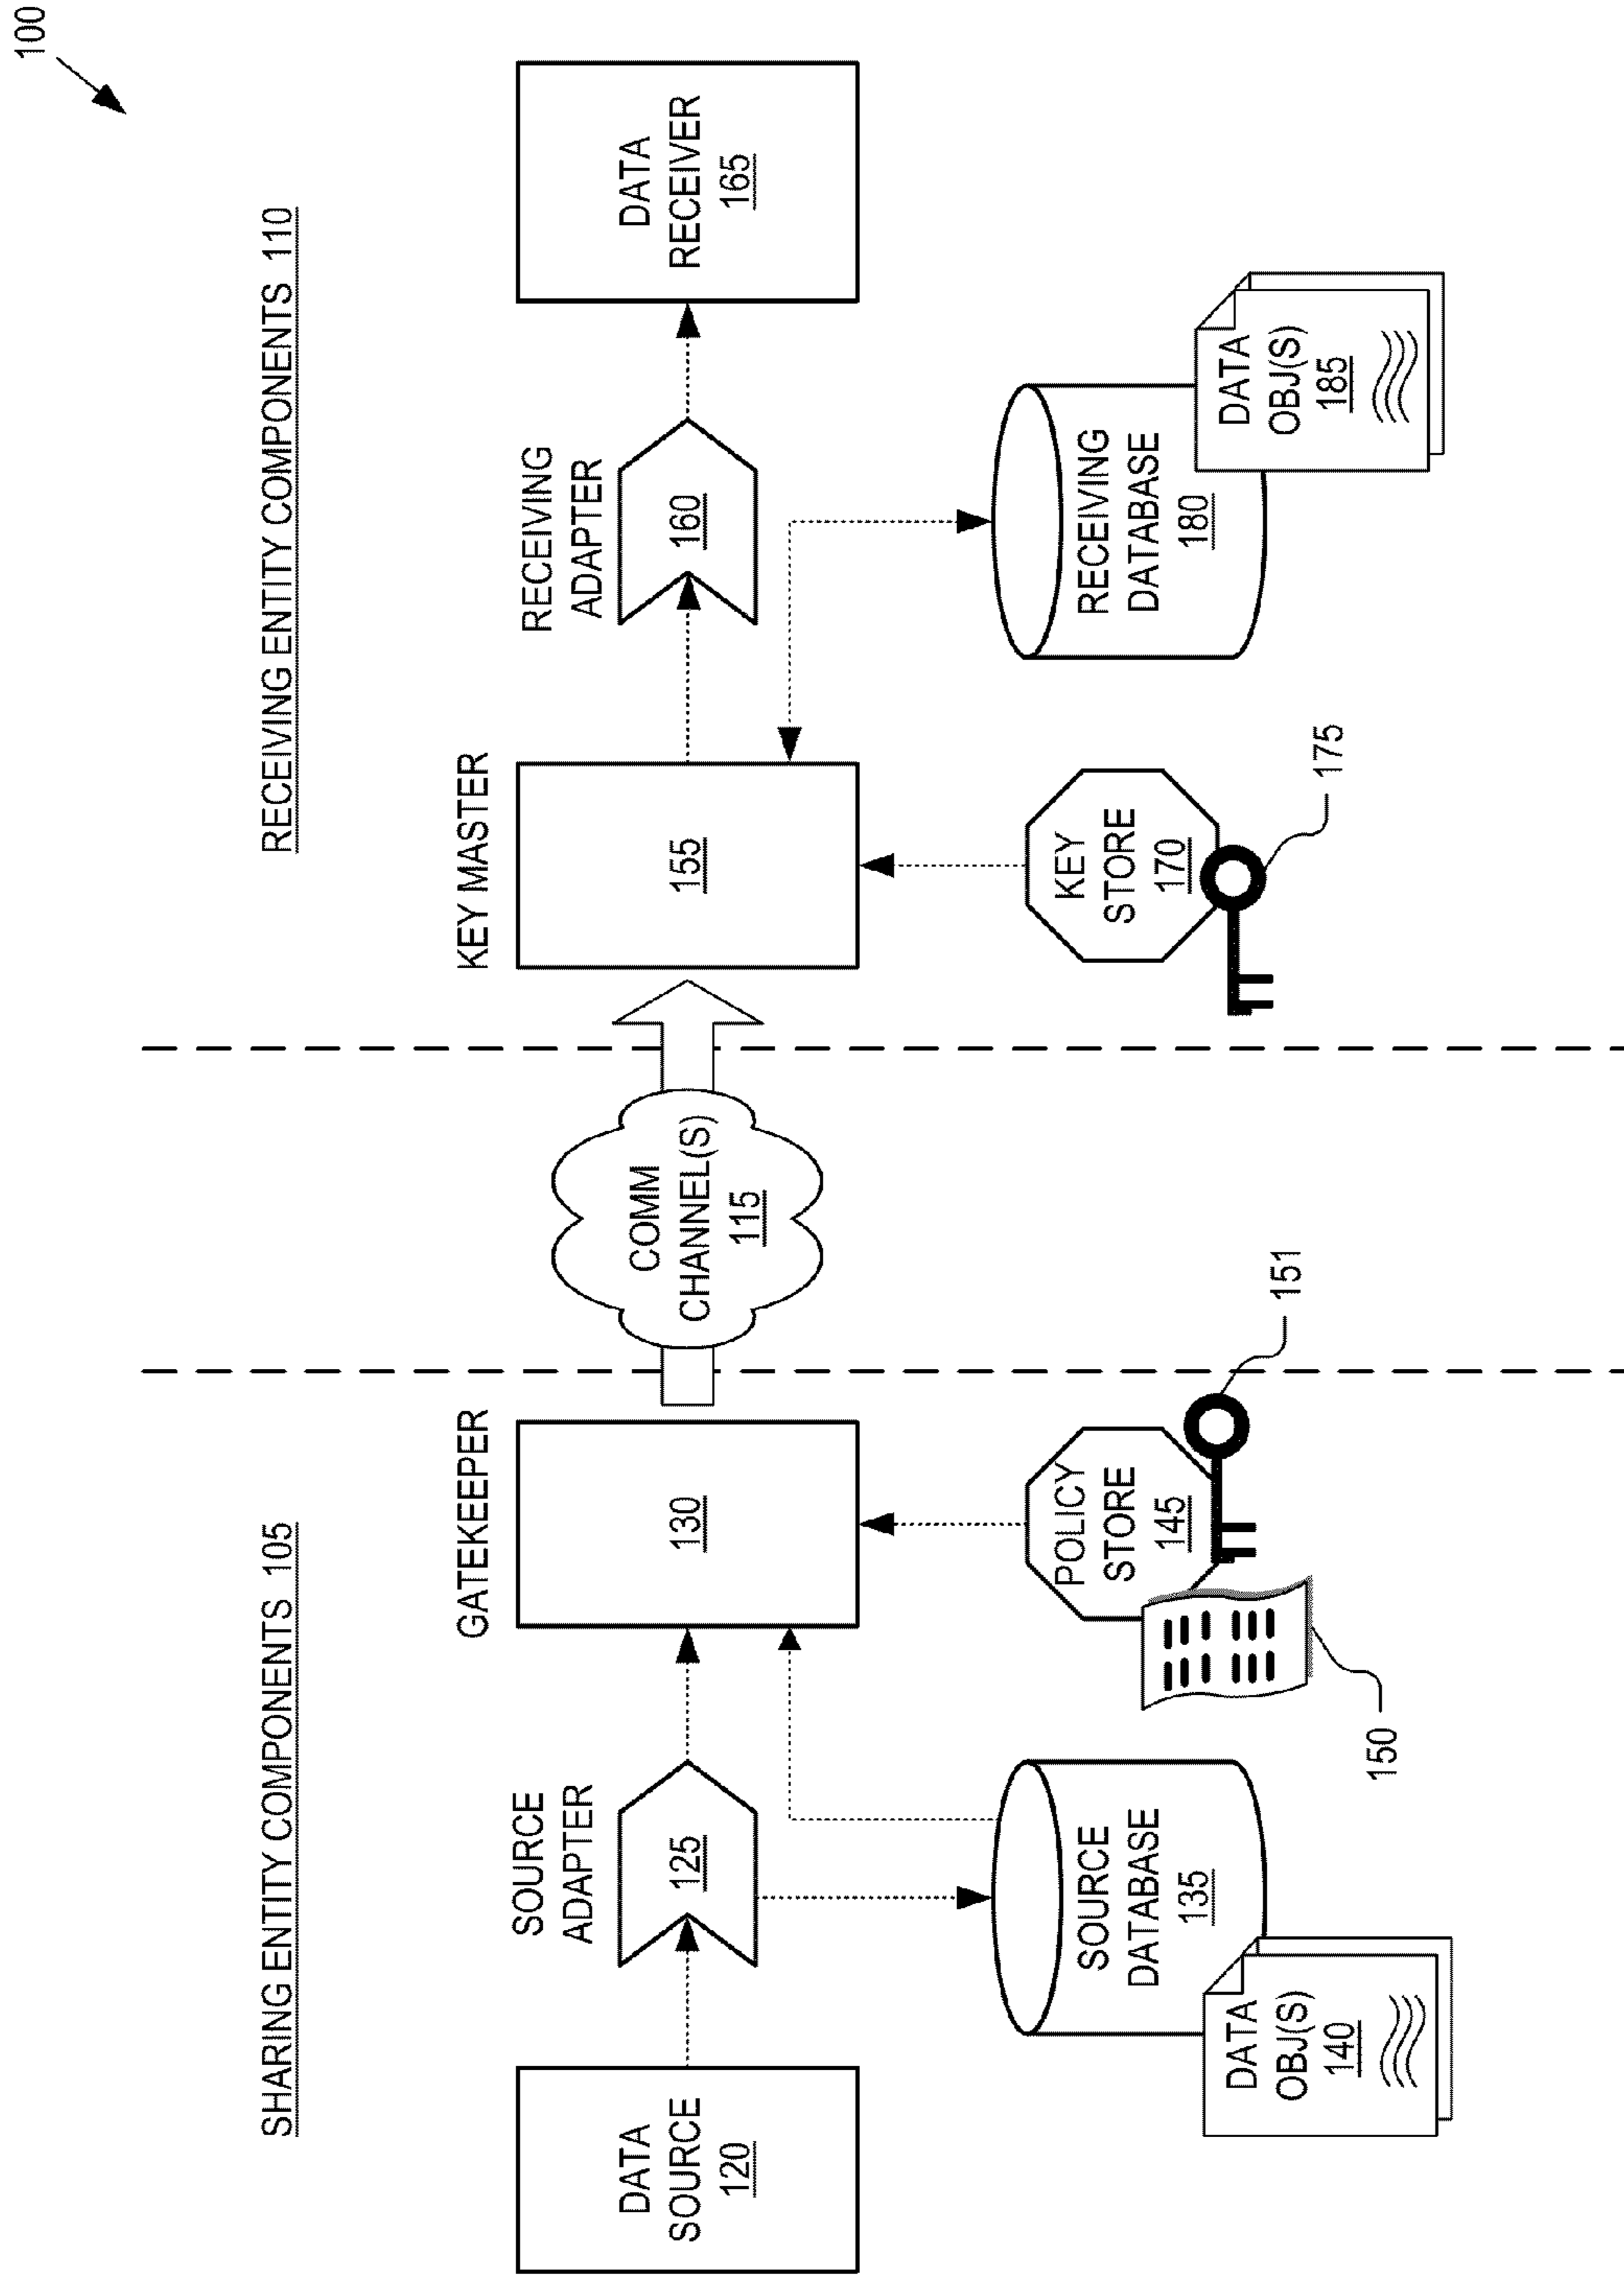 100
SHARING ENTITY COMPONENTS 105
RECEIVING ENTITY COMPONENTS 110
DATA
SOURCE
120
SOURCE
ADAPTER
125
GATEKEEPER
130
COMM
CHANNEL(S)
115
KEY MASTER
155
RECEIVING
ADAPTER
160
DATA
RECEIVER
165
SOURCE
DATABASE
135
DATA
OBJ(S)
140
POLICY
STORE
145
150
151
KEY
STORE
170
175
RECEIVING
DATABASE
180
DATA
OBJ(S)
185